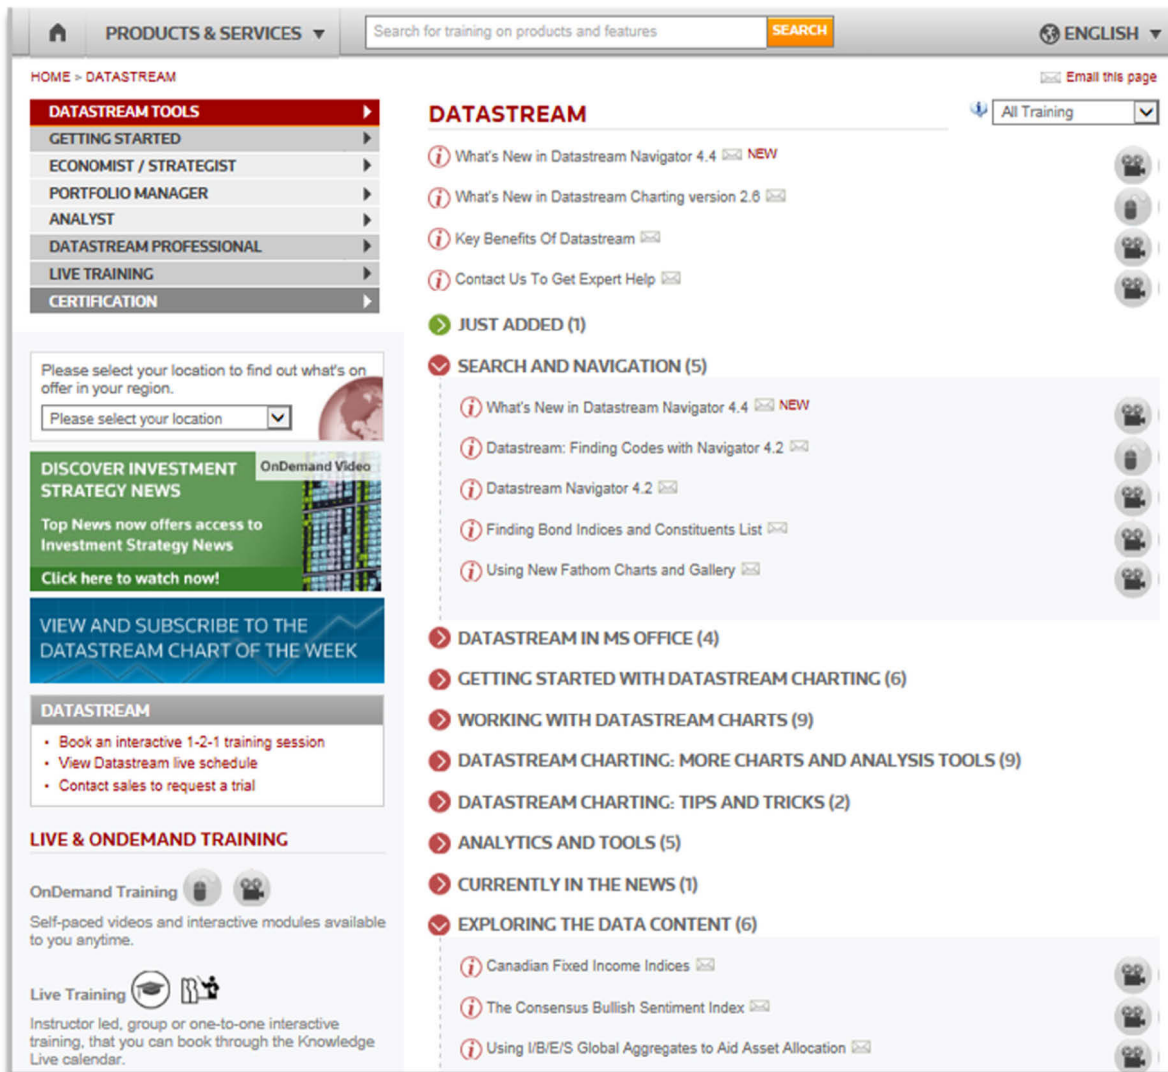 PRODUCTS & SERVICES
Search for training on products and features
SEARCH
ENGLISH
HOME > DATASTREAM
Email this page
DATASTREAM TOOLS
GETTING STARTED
ECONOMIST / STRATEGIST
PORTFOLIO MANAGER
ANALYST
DATASTREAM PROFESSIONAL
LIVE TRAINING
CERTIFICATION
Please select your location to find out what's on
offer in your region.
Please select your location
DISCOVER INVESTMENT
STRATEGY NEWS
OnDemand Video
Top News now offers access to
Investment Strategy News
Click here to watch now!
VIEW AND SUBSCRIBE TO THE
DATASTREAM CHART OF THE WEEK
DATASTREAM
• Book an interactive 1-2-1 training session
• View Datastream live schedule
• Contact sales to request a trial
LIVE & ONDEMAND TRAINING
OnDemand Training
Self-paced videos and interactive modules available
to you anytime.
Live Training
Instructor led, group or one-to-one interactive
training, that you can book through the Knowledge
Live calendar.
DATASTREAM
All Training
What's New in Datastream Navigator 4.4 NEW
What's New in Datastream Charting version 2.6
Key Benefits Of Datastream
Contact Us To Get Expert Help
JUST ADDED (1)
SEARCH AND NAVIGATION (5)
What's New in Datastream Navigator 4.4 NEW
Datastream: Finding Codes with Navigator 4.2
Datastream Navigator 4.2
Finding Bond Indices and Constituents List
Using New Fathom Charts and Gallery
DATASTREAM IN MS OFFICE (4)
GETTING STARTED WITH DATASTREAM CHARTING (6)
WORKING WITH DATASTREAM CHARTS (9)
DATASTREAM CHARTING: MORE CHARTS AND ANALYSIS TOOLS (9)
DATASTREAM CHARTING: TIPS AND TRICKS (2)
ANALYTICS AND TOOLS (5)
CURRENTLY IN THE NEWS (1)
EXPLORING THE DATA CONTENT (6)
Canadian Fixed Income Indices
The Consensus Bullish Sentiment Index
Using I/B/E/S Global Aggregates to Aid Asset Allocation